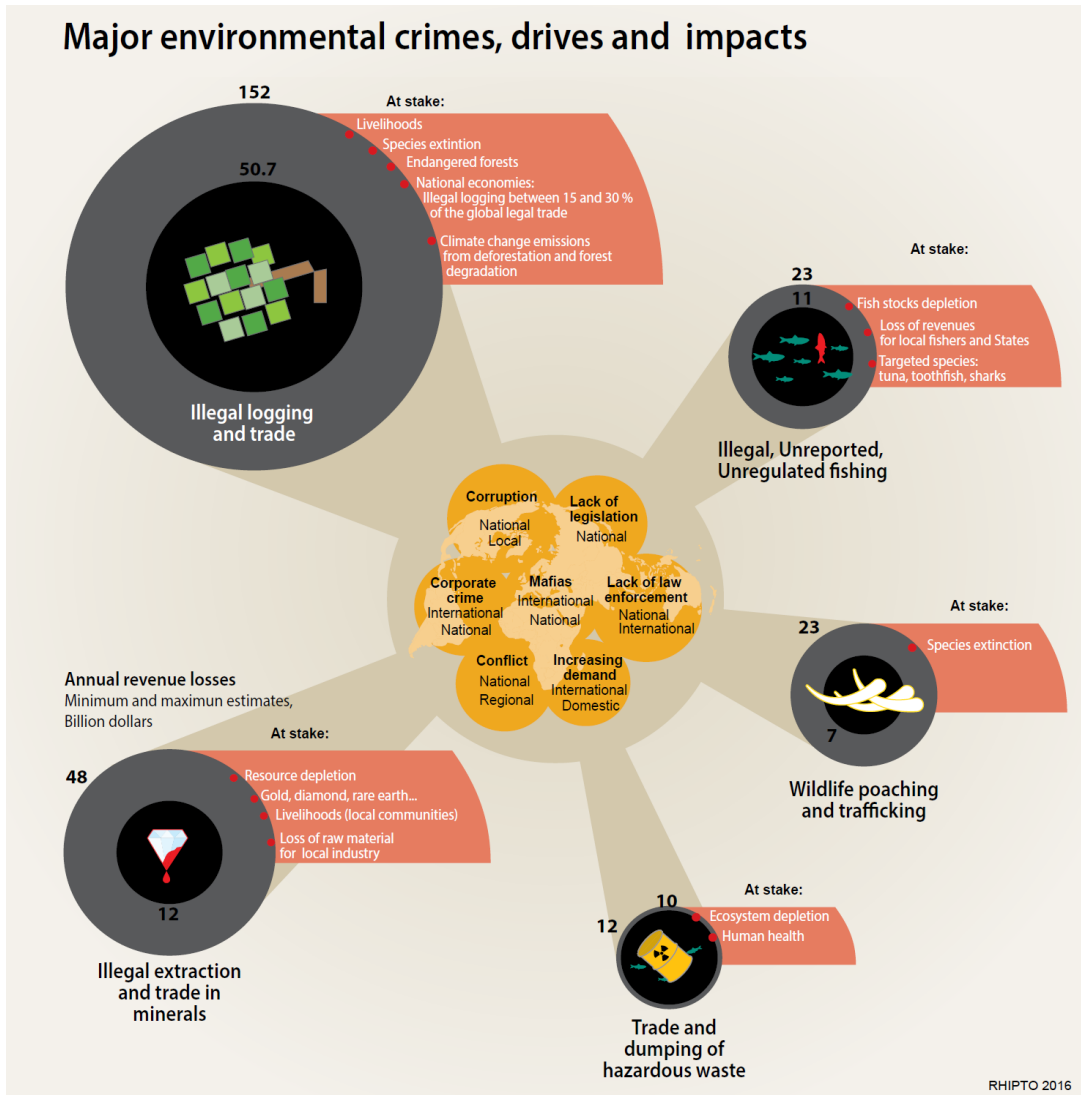 Major environmental crimes, drives and impacts
152
50.7
Illegal logging
and trade
At stake:
Livelihoods
Species extintion
Endangered forests
National economies:
Illegal logging between 15 and 30 %
of the global legal trade
Climate change emissions
from deforestation and forest
degradation
23
11
At stake:
Fish stocks depletion
Loss of revenues
for local fishers and States
Targeted species:
tuna, toothfish, sharks
Illegal, Unreported,
Unregulated fishing
Corruption
National
Local
Lack of
legislation
National
Corporate
crime
International
National
Mafias
International
National
Lack of law
enforcement
National
International
Conflict
National
Regional
Increasing
demand
International
Domestic
23
7
At stake:
Species extinction
Wildlife poaching
and trafficking
Annual revenue losses
Minimum and maximun estimates,
Billion dollars
48
12
At stake:
Resource depletion
Gold, diamond, rare earth...
Livelihoods (local communities)
Loss of raw material
for local industry
Illegal extraction
and trade in
minerals
12
10
At stake:
Ecosystem depletion
Human health
Trade and
dumping of
hazardous waste
RHIPTO 2016